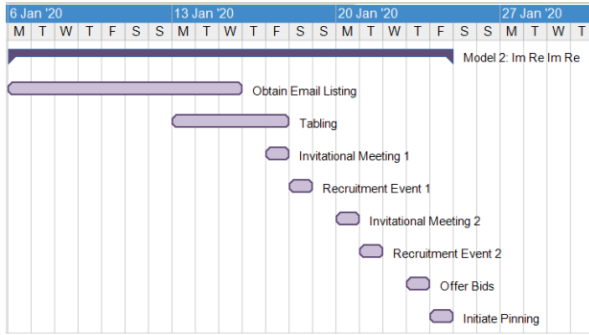 6 Jan '20 13 Jan '20 20 Jan '20 27 Jan '20
M T W T F S S M T W T F S S M T W T F S S M T W T
Model 2: Im Re Im Re
Obtain Email Listing
Tabling
Invitational Meeting 1
Recruitment Event 1
Invitational Meeting 2
Recruitment Event 2
Offer Bids
Initiate Pinning